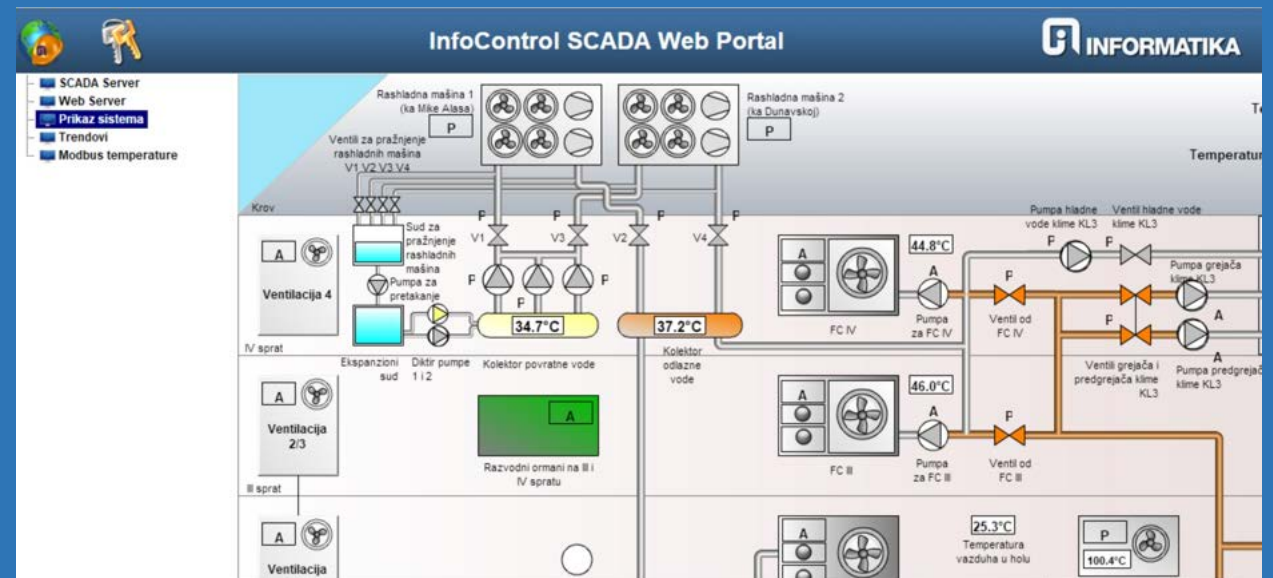 InfoControl SCADA Web Portal
INFORMATIKA
SCADA Server
Web Server
Prikaz sistema
Trendovi
Modbus temperature
Rashladna mašina 1
(ka Mike Alasa)
P
Rashladna mašina 2
(ka Dunavskoj)
P
Ventili za pražnjenje
rashladnih mašina
V1 V2 V3 V4
Temperatur
Krov
Pumpa hladne
vode klime KL3
Ventil hladne vode
klime KL3
P
P
P
P
P
P
V1
V3
V2
V4
Sud za
pražnjenje
rashladnih
mašina
Pumpa za
pretakanje
A
Ventilacija 4
P
P
P
34.7°C
37.2°C
A
44.8°C
A
Pumpa
za FC IV
P
Ventil od
FC IV
FC IV
P
P
Pumpa grejača
klime KL3
A
A
IV sprat
Ekspanzioni
sud
Diktir pumpe
1 i 2
Kolektor povratne vode
Kolektor
odlazne
vode
Ventili grejača i
predgrejača klime
KL3
Pumpa predgrejač
klime KL3
A
Ventilacija
2/3
A
Razvodni ormani na III i
IV spratu
A
46.0°C
A
Pumpa
za FC III
P
Ventil od
FC III
FC III
III sprat
A
Ventilacija
A
25.3°C
Temperatura
vazduha u holu
P
100.4°C